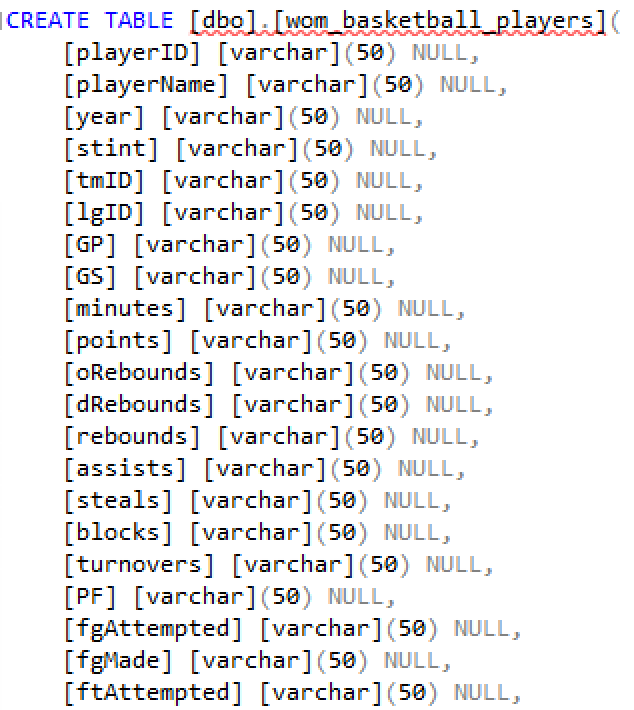 CREATE TABLE [dbo].[wom_basketball_players](
[playerID] [varchar](50) NULL,
[playerName] [varchar](50) NULL,
[year] [varchar](50) NULL,
[stint] [varchar](50) NULL,
[tmID] [varchar](50) NULL,
[lgID] [varchar](50) NULL,
[GP] [varchar](50) NULL,
[GS] [varchar](50) NULL,
[minutes] [varchar](50) NULL,
[points] [varchar](50) NULL,
[oRebounds] [varchar](50) NULL,
[dRebounds] [varchar](50) NULL,
[rebounds] [varchar](50) NULL,
[assists] [varchar](50) NULL,
[steals] [varchar](50) NULL,
[blocks] [varchar](50) NULL,
[turnovers] [varchar](50) NULL,
[PF] [varchar](50) NULL,
[fgAttempted] [varchar](50) NULL,
[fgMade] [varchar](50) NULL,
[ftAttempted] [varchar](50) NULL,